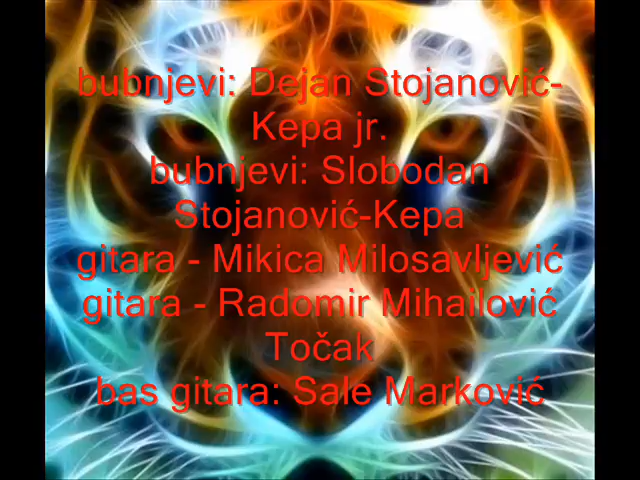 bubnjevi: Dejan Stojanović-
Kepa jr.
bubnjevi: Slobodan
Stojanović-Kepa
gitara - Mikica Milosavljević
gitara - Radomir Mihailović
Točak
bas gitara: Sale Marković